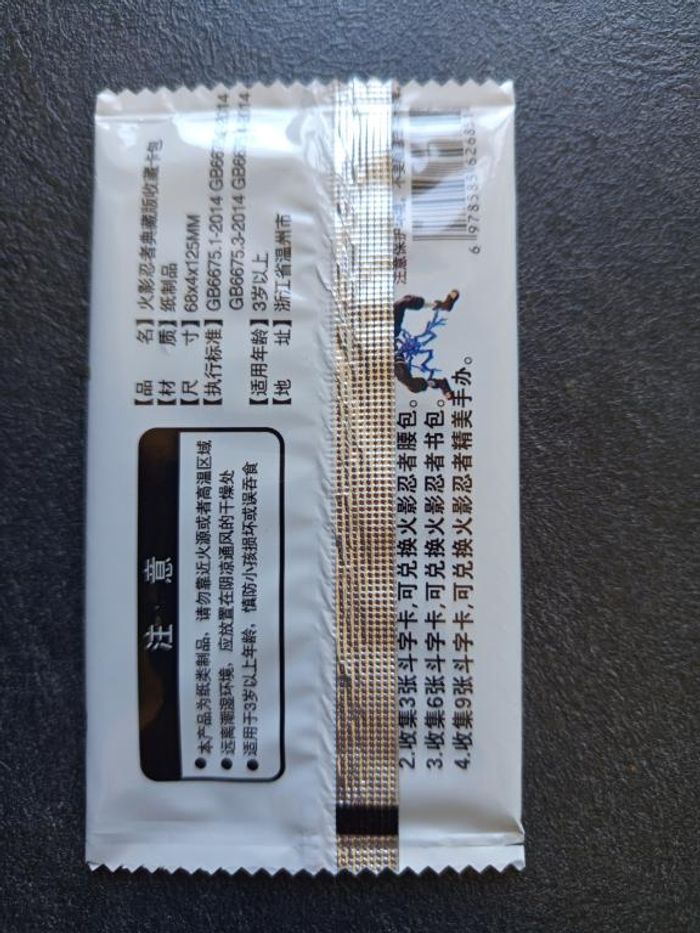 注 意
● 本产品为纸类制品，请勿靠近火源或者高温区域
● 远离潮湿环境，应放置在阴凉通风的干燥处
● 适用于3岁以上年龄，慎防小孩损坏或误吞食
【品 名】火影忍者典藏版收藏卡包
【材 质】纸制品
【尺 寸】68x4x125MM
【执行标准】GB6675.1-2014 GB6675.2-2014
GB6675.3-2014 GB6675.4-2014
【适用年龄】3岁以上
【地 址】浙江省温州市
2.收集3张斗字卡,可兑换火影忍者腰包。
3.收集6张斗字卡,可兑换火影忍者书包。
4.收集9张斗字卡,可兑换火影忍者精美手办。
6 978585 62685